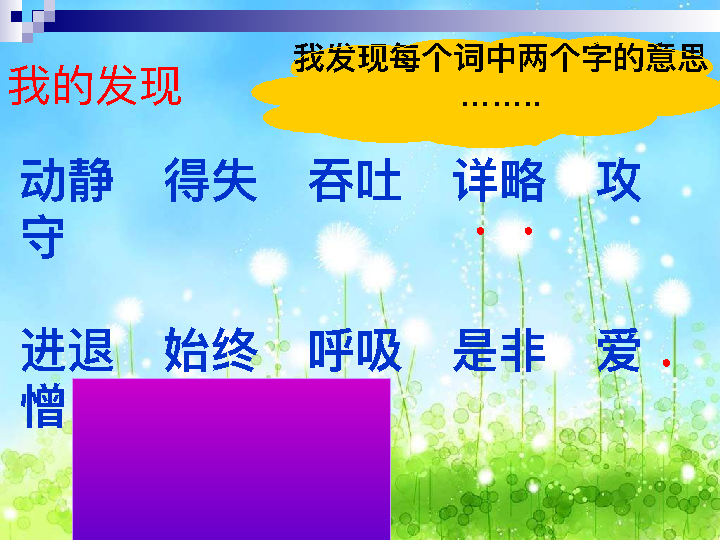 我发现每个词中两个字的意思
……..
我的发现
动静 得失 吞吐 详略 攻
守
进退 始终 呼吸 是非 爱
憎